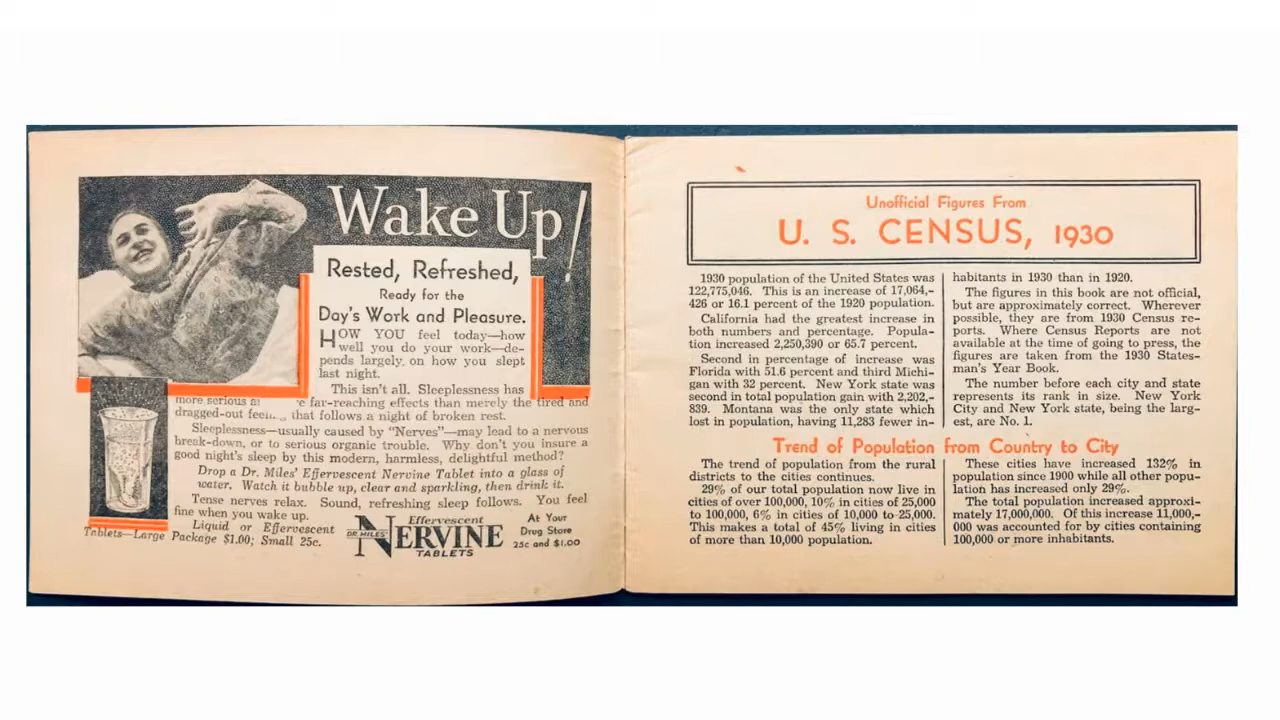 Wake Up!
Rested, Refreshed,
Ready for the
Day's Work and Pleasure.
HOW YOU feel today—how
well you do your work—de-
pends largely on how you slept
last night.
This isn't all. Sleeplessness has
more serious far-reaching effects than merely the tired and
dragged-out that follows a night of broken rest.
Sleeplessness—usually caused by "Nerves"—may lead to a nervous
break-down, or to serious organic trouble. Why don't you insure a
good night's sleep by this modern, harmless, delightful method?
Drop a Dr. Miles' Effervescent Nervine Tablet into a glass of
water. Watch it bubble up, clear and sparkling, then drink it.
Tense nerves relax. Sound, refreshing sleep follows. You feel
fine when you wake up.
Liquid or Effervescent
Tablets—Large Package $1.00; Small 25c.
Effervescent
DR. MILES'
NERVINE
TABLETS
At Your
Drug Store
25c and $1.00
Unofficial Figures From
U. S. CENSUS, 1930
1930 population of the United States was
122,775,046. This is an increase of 17,064,-
426 or 16.1 percent of the 1920 population.
California had the greatest increase in
both numbers and percentage. Popula-
tion increased 2,250,390 or 65.7 percent.
Second in percentage of increase was
Florida with 51.6 percent and third Michi-
gan with 32 percent. New York state was
second in total population gain with 2,202,-
839. Montana was the only state which
lost in population, having 11,283 fewer in-
habitants in 1930 than in 1920.
The figures in this book are not official,
but are approximately correct. Wherever
possible, they are from 1930 Census re-
ports. Where Census Reports are not
available at the time of going to press, the
figures are taken from the 1930 States-
man's Year Book.
The number before each city and state
represents its rank in size. New York
City and New York state, being the larg-
est, are No. 1.
Trend of Population from Country to City
The trend of population from the rural
districts to the cities continues.
29% of our total population now live in
cities of over 100,000, 10% in cities of 25,000
to 100,000, 6% in cities of 10,000 to 25,000.
This makes a total of 45% living in cities
of more than 10,000 population.
These cities have increased 132% in
population since 1900 while all other popu-
lation has increased only 29%.
The total population increased approxi-
mately 17,000,000. Of this increase 11,000,-
000 was accounted for by cities containing
100,000 or more inhabitants.